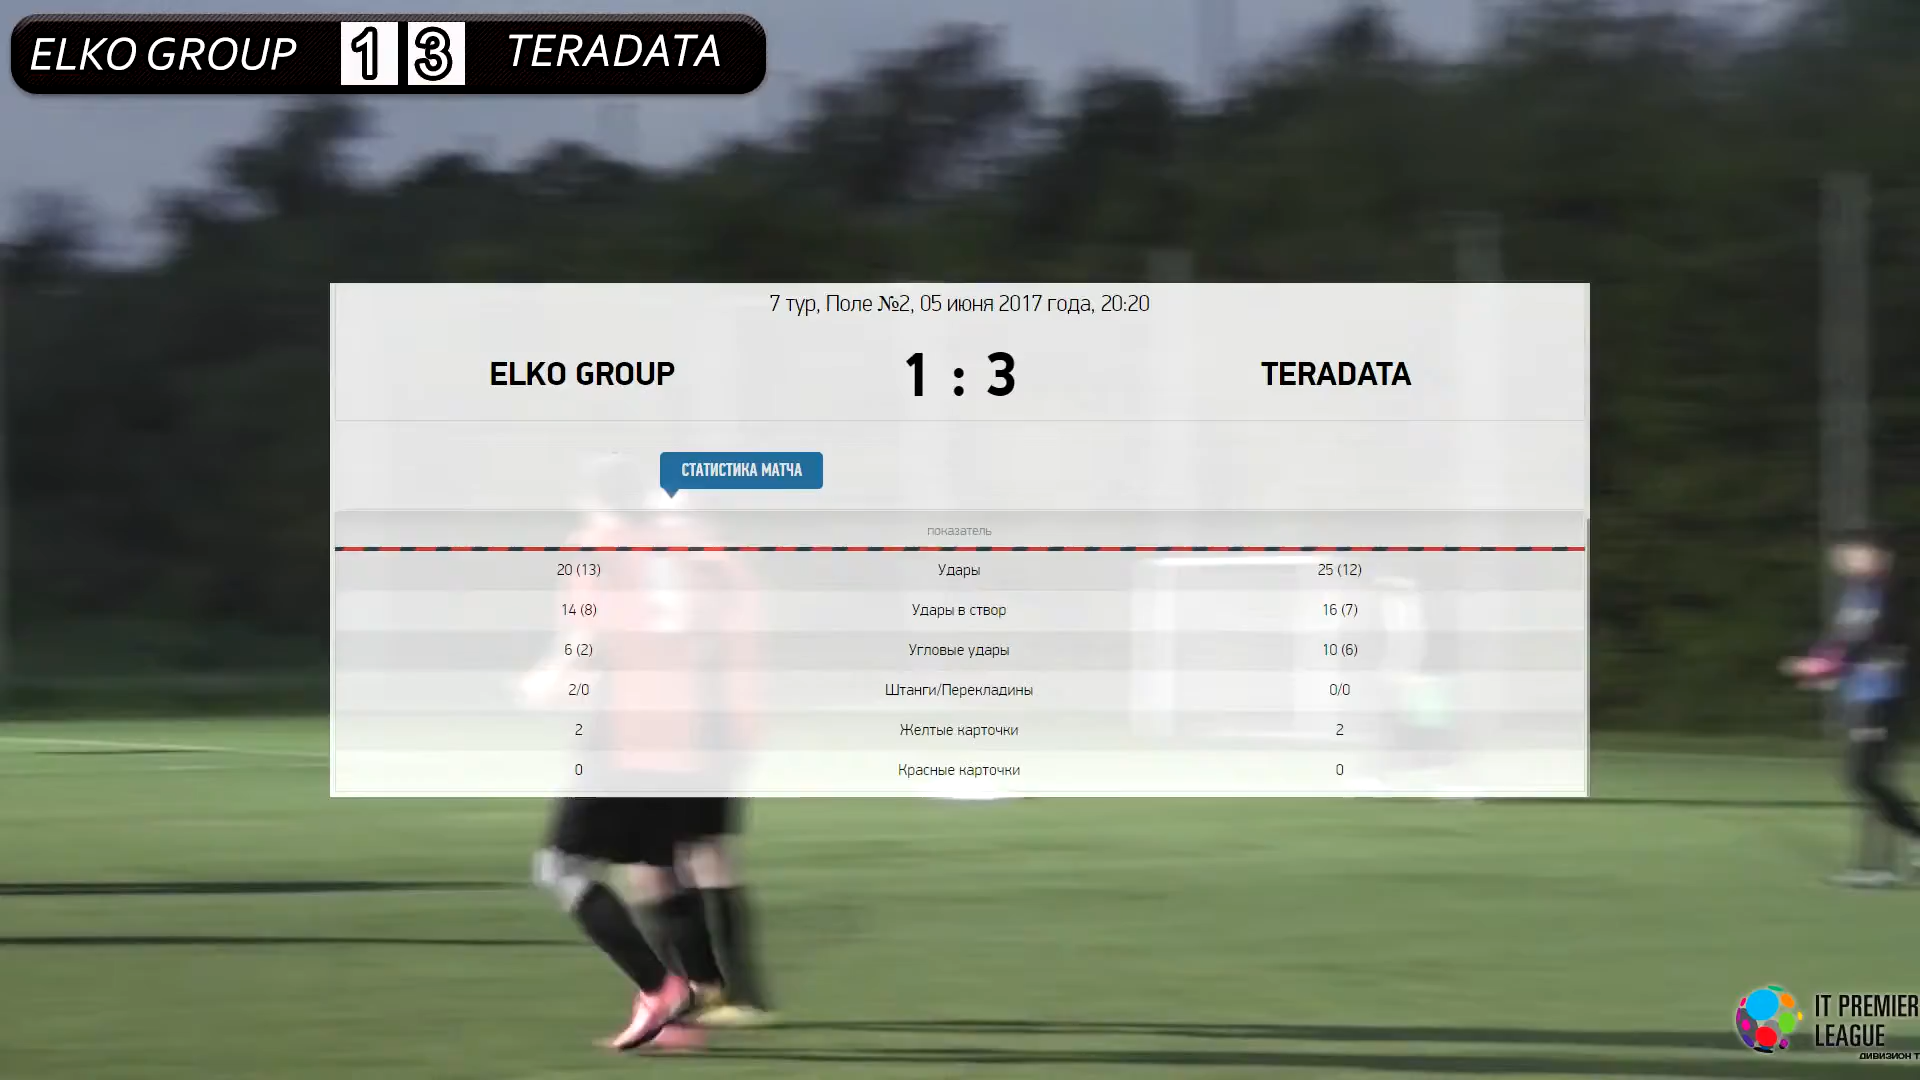 ELKO GROUP 1 3 TERADATA
7 тур, Поле №2, 05 июня 2017 года, 20:20
ELKO GROUP 1 : 3 TERADATA
СТАТИСТИКА МАТЧА
показатель
20 (13) Удары 25 (12)
14 (8) Удары в створ 16 (7)
6 (2) Угловые удары 10 (6)
2/0 Штанги/Перекладины 0/0
2 Желтые карточки 2
0 Красные карточки 0
IT PREMIER
LEAGUE
ДИВИЗИОН Т